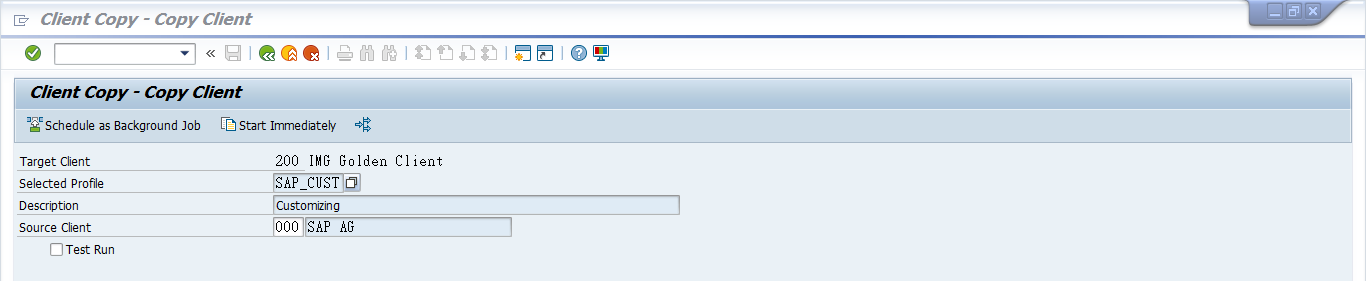 Client Copy - Copy Client
Client Copy - Copy Client
Schedule as Background Job Start Immediately
Target Client 200 IMG Golden Client
Selected Profile SAP_CUST
Description Customizing
Source Client 000 SAP AG
Test Run